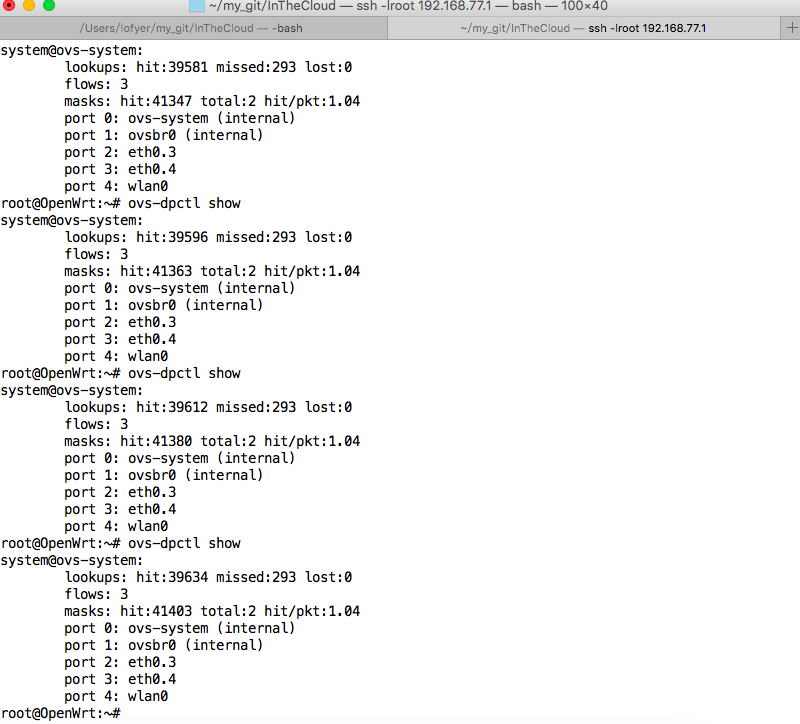 ~/my_git/InTheCloud — ssh -lroot 192.168.77.1 — bash — 100×40
/Users/lofyer/my_git/InTheCloud — -bash
~/my_git/InTheCloud — ssh -lroot 192.168.77.1
+
system@ovs-system:
        lookups: hit:39581 missed:293 lost:0
        flows: 3
        masks: hit:41347 total:2 hit/pkt:1.04
        port 0: ovs-system (internal)
        port 1: ovsbr0 (internal)
        port 2: eth0.3
        port 3: eth0.4
        port 4: wlan0
root@OpenWrt:~# ovs-dpctl show
system@ovs-system:
        lookups: hit:39596 missed:293 lost:0
        flows: 3
        masks: hit:41363 total:2 hit/pkt:1.04
        port 0: ovs-system (internal)
        port 1: ovsbr0 (internal)
        port 2: eth0.3
        port 3: eth0.4
        port 4: wlan0
root@OpenWrt:~# ovs-dpctl show
system@ovs-system:
        lookups: hit:39612 missed:293 lost:0
        flows: 3
        masks: hit:41380 total:2 hit/pkt:1.04
        port 0: ovs-system (internal)
        port 1: ovsbr0 (internal)
        port 2: eth0.3
        port 3: eth0.4
        port 4: wlan0
root@OpenWrt:~# ovs-dpctl show
system@ovs-system:
        lookups: hit:39634 missed:293 lost:0
        flows: 3
        masks: hit:41403 total:2 hit/pkt:1.04
        port 0: ovs-system (internal)
        port 1: ovsbr0 (internal)
        port 2: eth0.3
        port 3: eth0.4
        port 4: wlan0
root@OpenWrt:~#